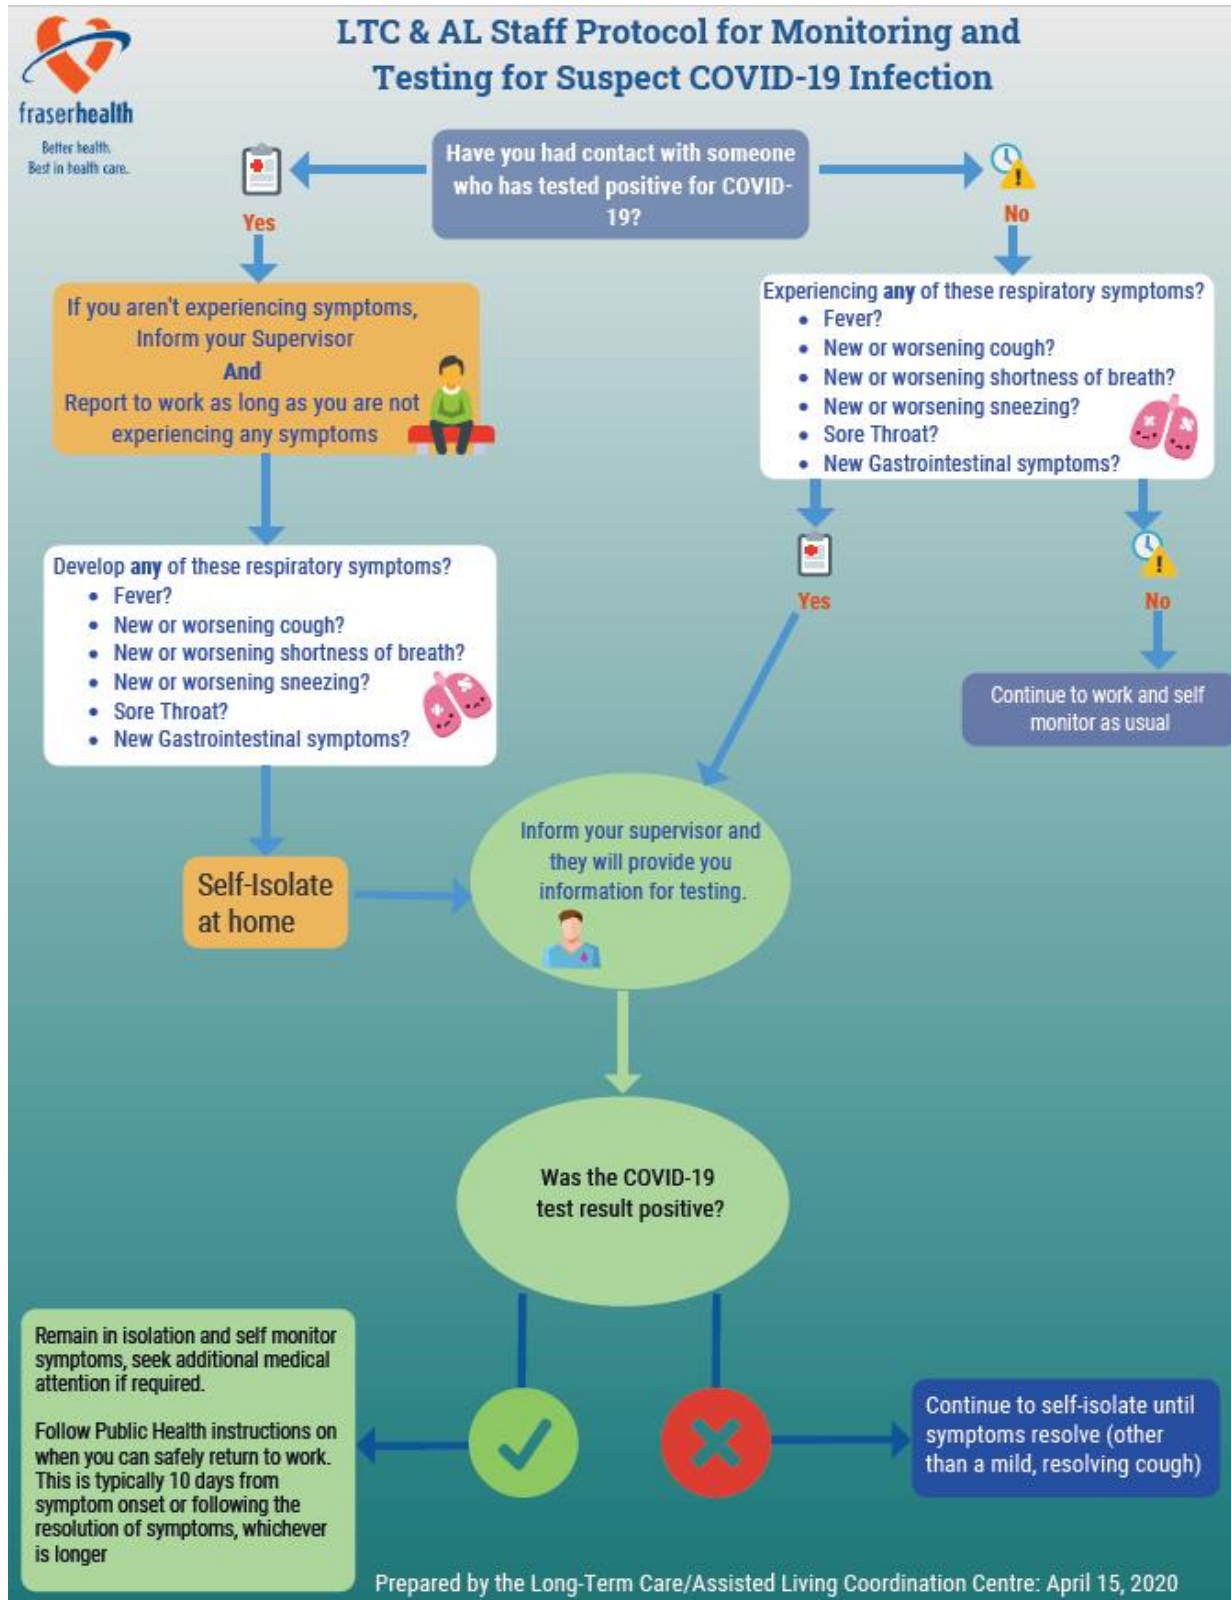 LTC & AL Staff Protocol for Monitoring and
Testing for Suspect COVID-19 Infection
fraserhealth
Better health.
Best in health care.
Have you had contact with someone
who has tested positive for COVID-
19?
Yes
No
If you aren't experiencing symptoms,
Inform your Supervisor
And
Report to work as long as you are not
experiencing any symptoms
Experiencing any of these respiratory symptoms?
• Fever?
• New or worsening cough?
• New or worsening shortness of breath?
• New or worsening sneezing?
• Sore Throat?
• New Gastrointestinal symptoms?
Develop any of these respiratory symptoms?
• Fever?
• New or worsening cough?
• New or worsening shortness of breath?
• New or worsening sneezing?
• Sore Throat?
• New Gastrointestinal symptoms?
Yes
No
Continue to work and self
monitor as usual
Self-Isolate
at home
Inform your supervisor and
they will provide you
information for testing.
Was the COVID-19
test result positive?
Remain in isolation and self monitor
symptoms, seek additional medical
attention if required.
Follow Public Health instructions on
when you can safely return to work.
This is typically 10 days from
symptom onset or following the
resolution of symptoms, whichever
is longer
Continue to self-isolate until
symptoms resolve (other
than a mild, resolving cough)
Prepared by the Long-Term Care/Assisted Living Coordination Centre: April 15, 2020